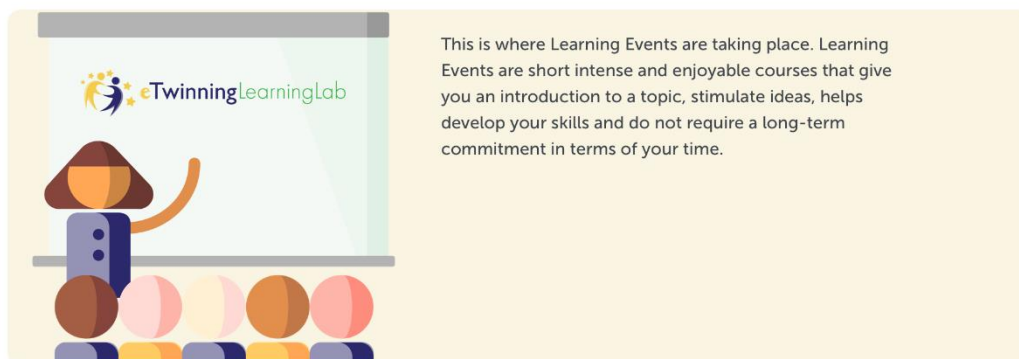 eTwinningLearningLab
This is where Learning Events are taking place. Learning
Events are short intense and enjoyable courses that give
you an introduction to a topic, stimulate ideas, helps
develop your skills and do not require a long-term
commitment in terms of your time.